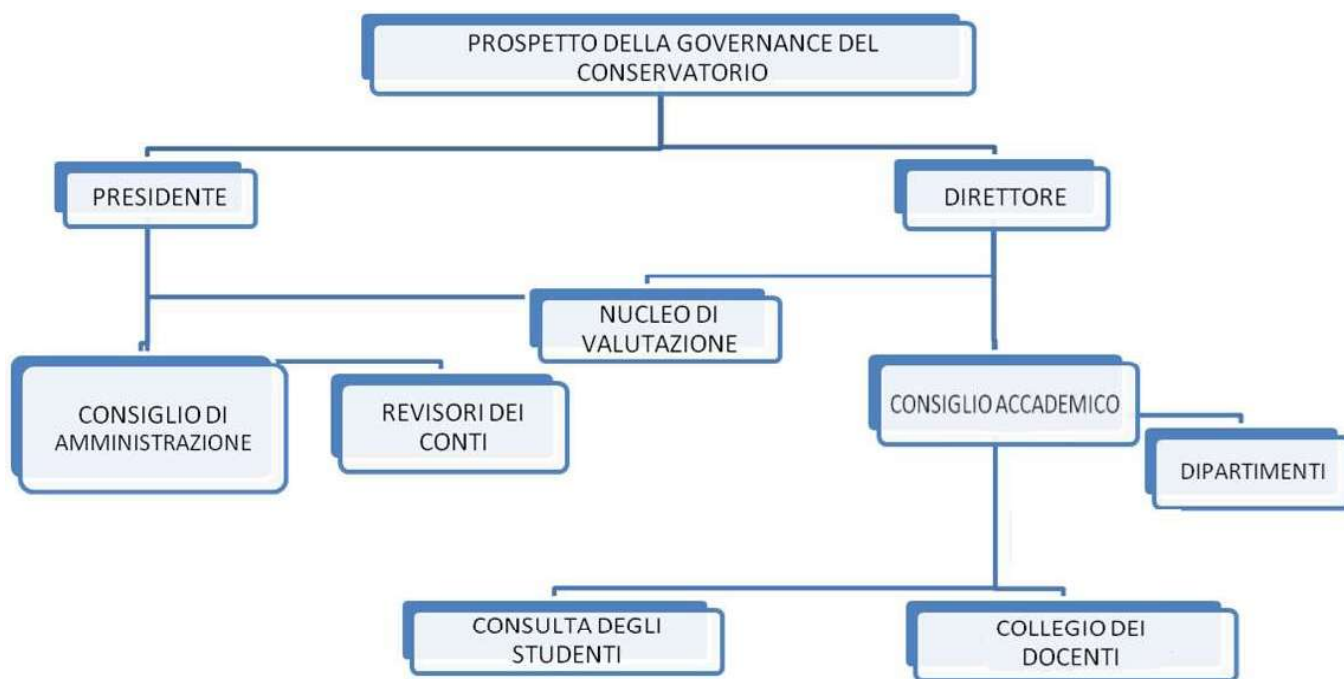 PROSPETTO DELLA GOVERNANCE DEL
CONSERVATORIO
PRESIDENTE
DIRETTORE
NUCLEO DI
VALUTAZIONE
CONSIGLIO DI
AMMINISTRAZIONE
REVISORI DEI
CONTI
CONSIGLIO ACCADEMICO
DIPARTIMENTI
CONSULTA DEGLI
STUDENTI
COLLEGIO DEI
DOCENTI